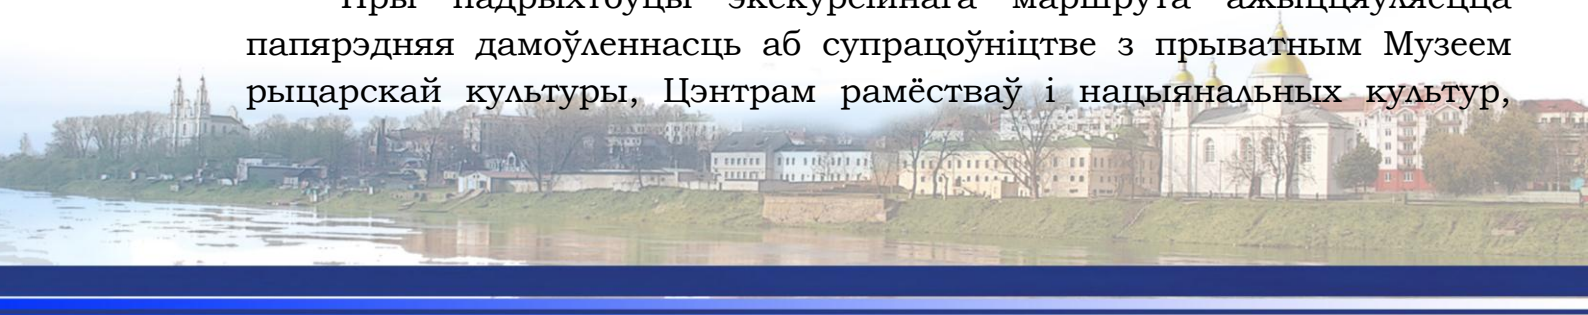 Пры падрыхтоўцы экскурсійнага маршрута ажыццяўляецца
папярэдняя дамоўленнасць аб супрацоўніцтве з прыватным Музеем
рыцарскай культуры, Цэнтрам рамёстваў і нацыянальных культур,